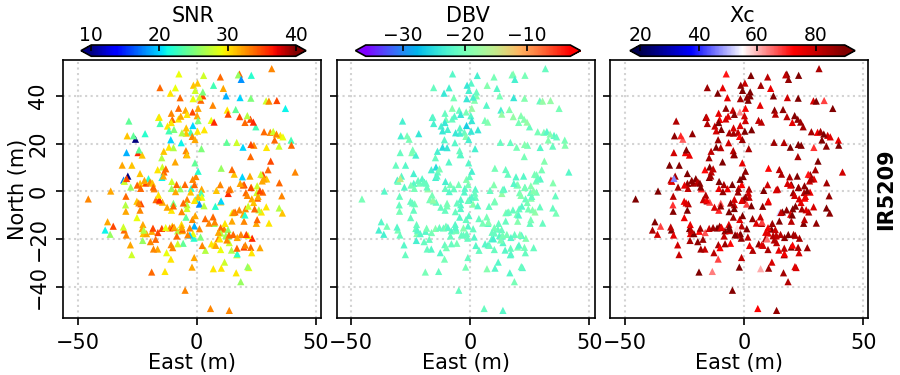 SNR DBV Xc
10 20 30 40 −30 −20 −10 20 40 60 80
40
20
0
−20
−40
North (m)
IR5209
−50 0 50 −50 0 50 −50 0 50
East (m) East (m) East (m)